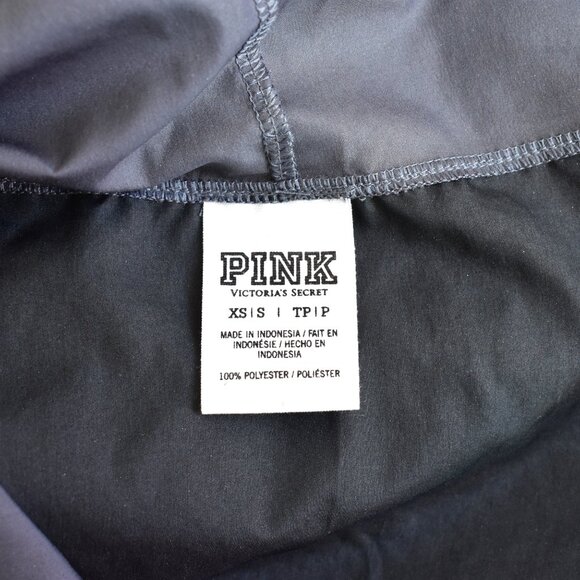 PINK
VICTORIA'S SECRET
XS|S | TP|P
MADE IN INDONESIA / FAIT EN
INDONÉSIE / HECHO EN
INDONESIA
100% POLYESTER / POLIÉSTER